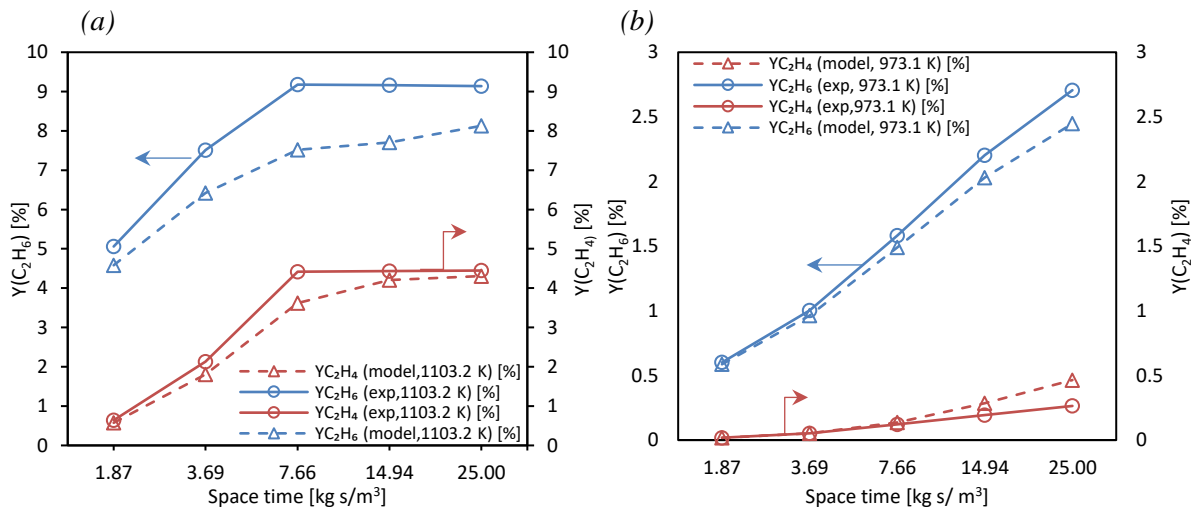 (a)
Y(C₂H₆) [%]
10
9
8
7
6
5
4
3
2
1
0
10
9
8
7
6
5
4
3
2
1
0
Y(C₂H₄) [%]
YC₂H₄ (model,1103.2 K) [%]
YC₂H₆ (exp,1103.2 K) [%]
YC₂H₄ (exp,1103.2 K) [%]
YC₂H₆ (model,1103.2 K) [%]
1.87 3.69 7.66 14.94 25.00
Space time [kg s/m³]
(b)
Y(C₂H₆) [%]
3
2.5
2
1.5
1
0.5
0
3
2.5
2
1.5
1
0.5
0
Y(C₂H₄) [%]
YC₂H₄ (model, 973.1 K) [%]
YC₂H₆ (exp, 973.1 K) [%]
YC₂H₄ (exp,973.1 K) [%]
YC₂H₆ (model, 973.1 K) [%]
1.87 3.69 7.66 14.94 25.00
Space time [kg s/ m³]